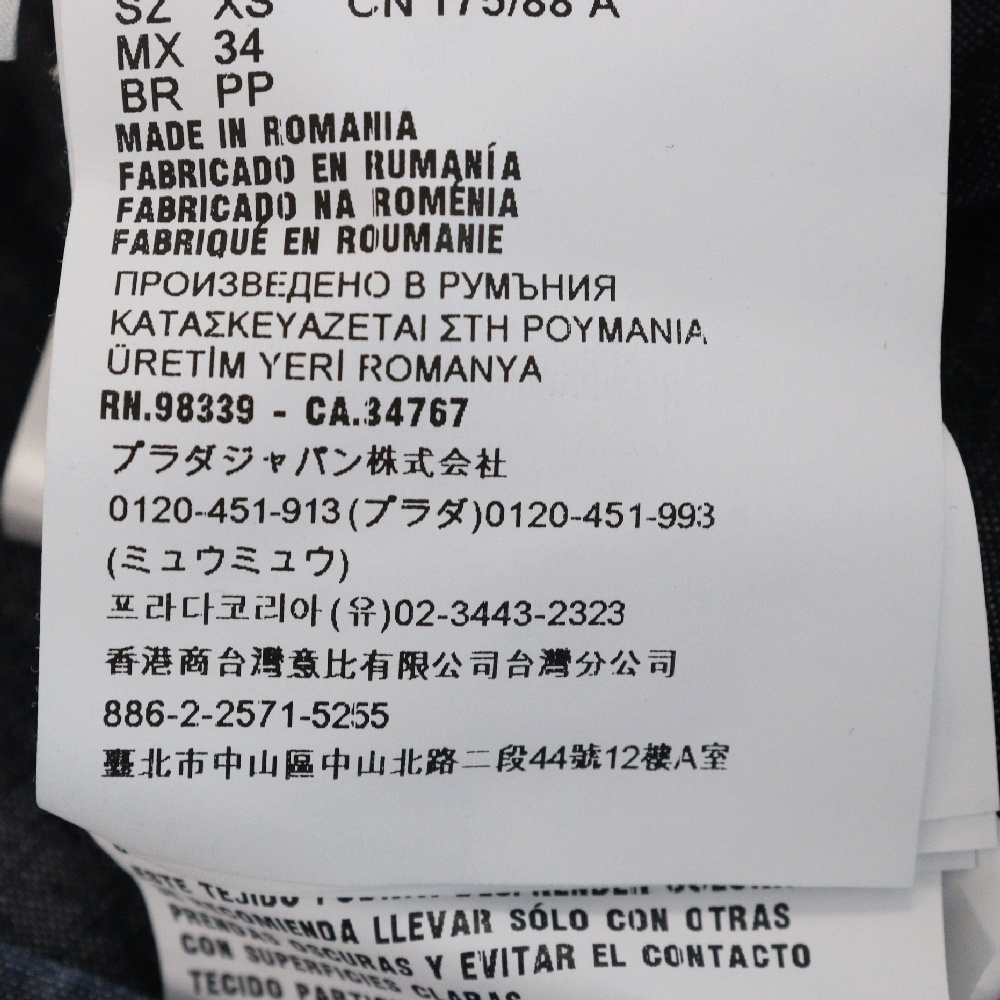 SZ XS CN 175/88 A
MX 34
BR PP
MADE IN ROMANIA
FABRICADO EN RUMANÍA
FABRICADO NA ROMÉNIA
FABRIQUÉ EN ROUMANIE
ПРОИЗВЕДЕНО В РУМЪНИЯ
ΚΑΤΑΣΚΕΥΑΖΕΤΑΙ ΣΤΗ ΡΟΥΜΑΝΙΑ
ÜRETİM YERİ ROMANYA
RN.98339 - CA.34767
プラダジャパン株式会社
0120-451-913(プラダ)0120-451-993
(ミュウミュウ)
프라다코리아(유)02-3443-2323
香港商台灣意比有限公司台灣分公司
886-2-2571-5255
臺北市中山區中山北路二段44號12樓A室
ESTE TEJIDO
RECOMIENDA LLEVAR SÓLO CON OTRAS
PRENDAS OSCURAS Y EVITAR EL CONTACTO
CON SUPERFICIES CLARAS
TECIDO